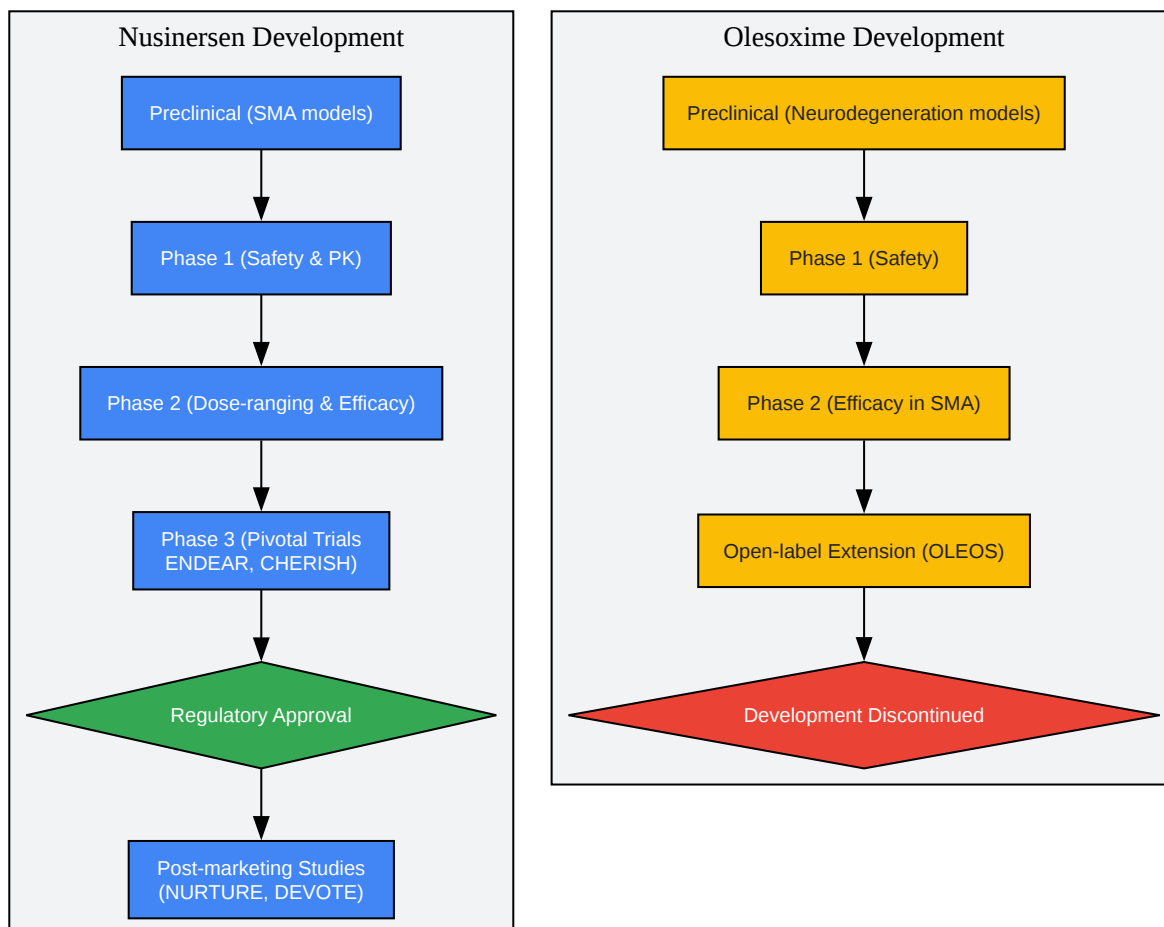 Nusinersen Development
Preclinical (SMA models)
Phase 1 (Safety & PK)
Phase 2 (Dose-ranging & Efficacy)
Phase 3 (Pivotal Trials
ENDEAR, CHERISH)
Regulatory Approval
Post-marketing Studies
(NURTURE, DEVOTE)
Olesoxime Development
Preclinical (Neurodegeneration models)
Phase 1 (Safety)
Phase 2 (Efficacy in SMA)
Open-label Extension (OLEOS)
Development Discontinued